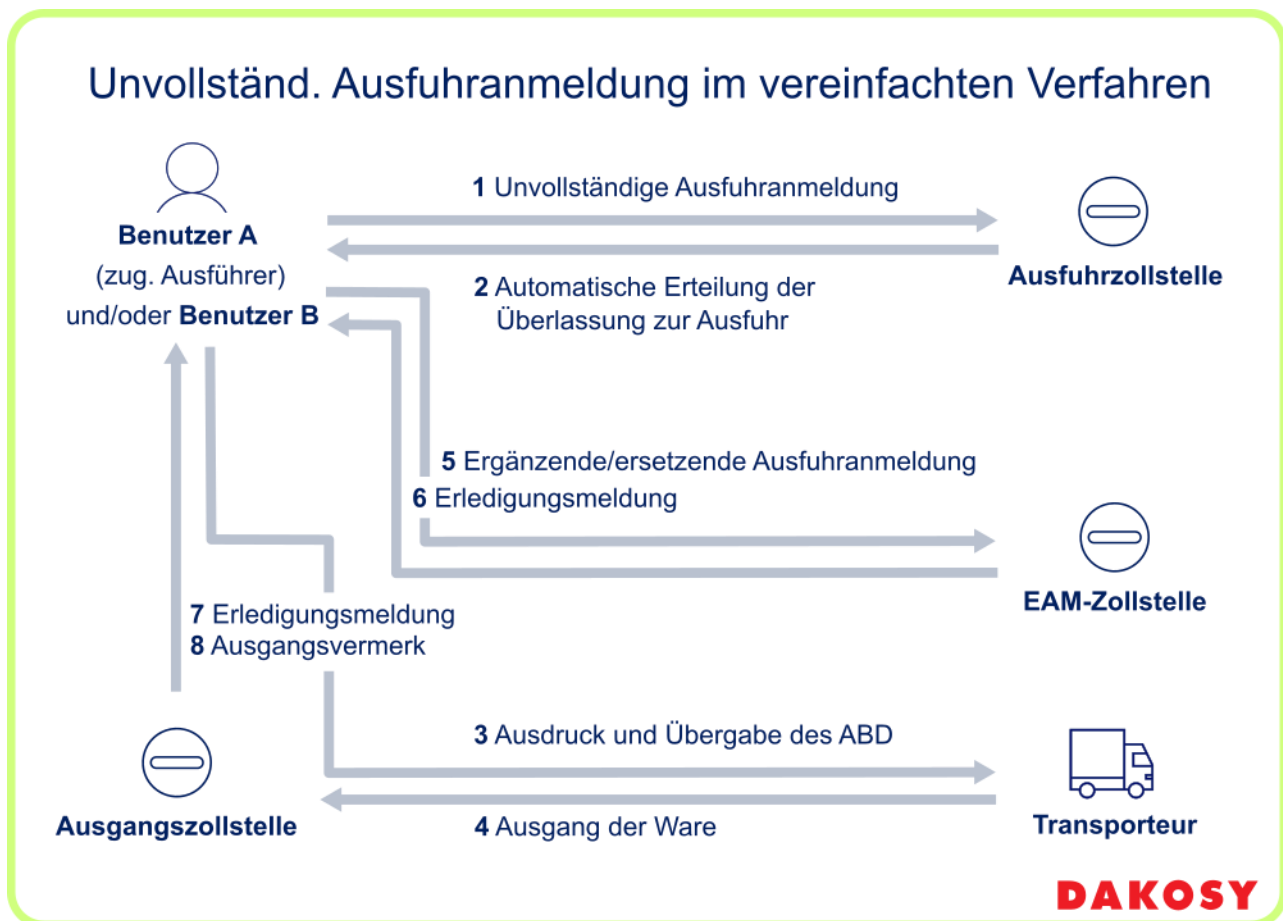 Unvollständ. Ausfuhranmeldung im vereinfachten Verfahren
1 Unvollständige Ausfuhranmeldung
Benutzer A
(zug. Ausführer)
und/oder Benutzer B
Ausfuhrzollstelle
2 Automatische Erteilung der
Überlassung zur Ausfuhr
5 Ergänzende/ersetzende Ausfuhranmeldung
6 Erledigungsmeldung
EAM-Zollstelle
7 Erledigungsmeldung
8 Ausgangsvermerk
3 Ausdruck und Übergabe des ABD
Ausgangszollstelle
4 Ausgang der Ware
Transporteur
DAKOSY